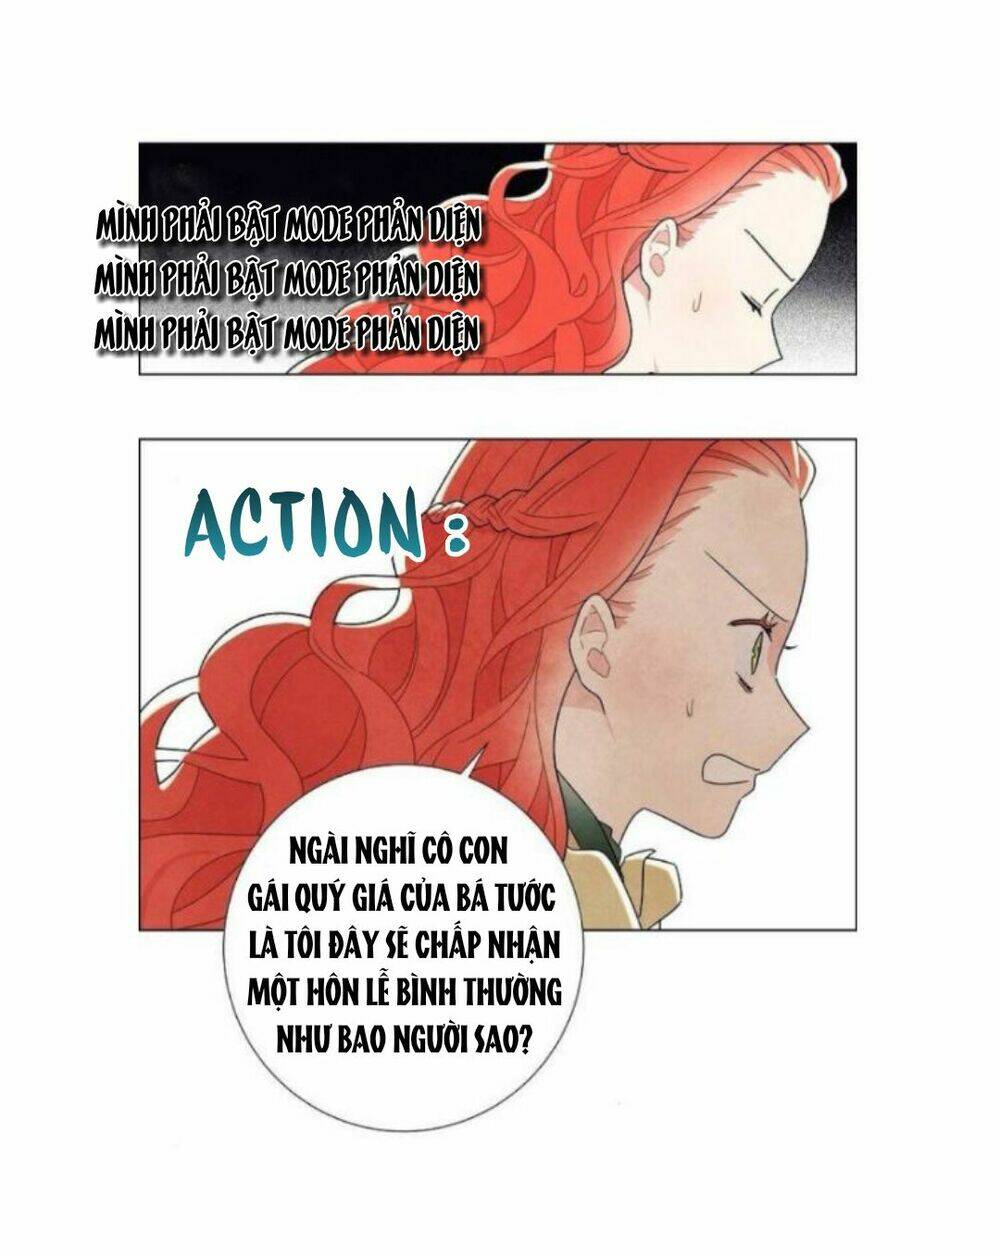 MÌNH PHẢI BẬT MODE PHẢN DIỆN
MÌNH PHẢI BẬT MODE PHẢN DIỆN
MÌNH PHẢI BẬT MODE PHẢN DIỆN
ACTION :
NGÀI NGHĨ CÔ CON
GÁI QUÝ GIÁ CỦA BÁ TƯỚC
LÀ TÔI ĐÂY SẼ CHẤP NHẬN
MỘT HÔN LỄ BÌNH THƯỜNG
NHƯ BAO NGƯỜI SAO?